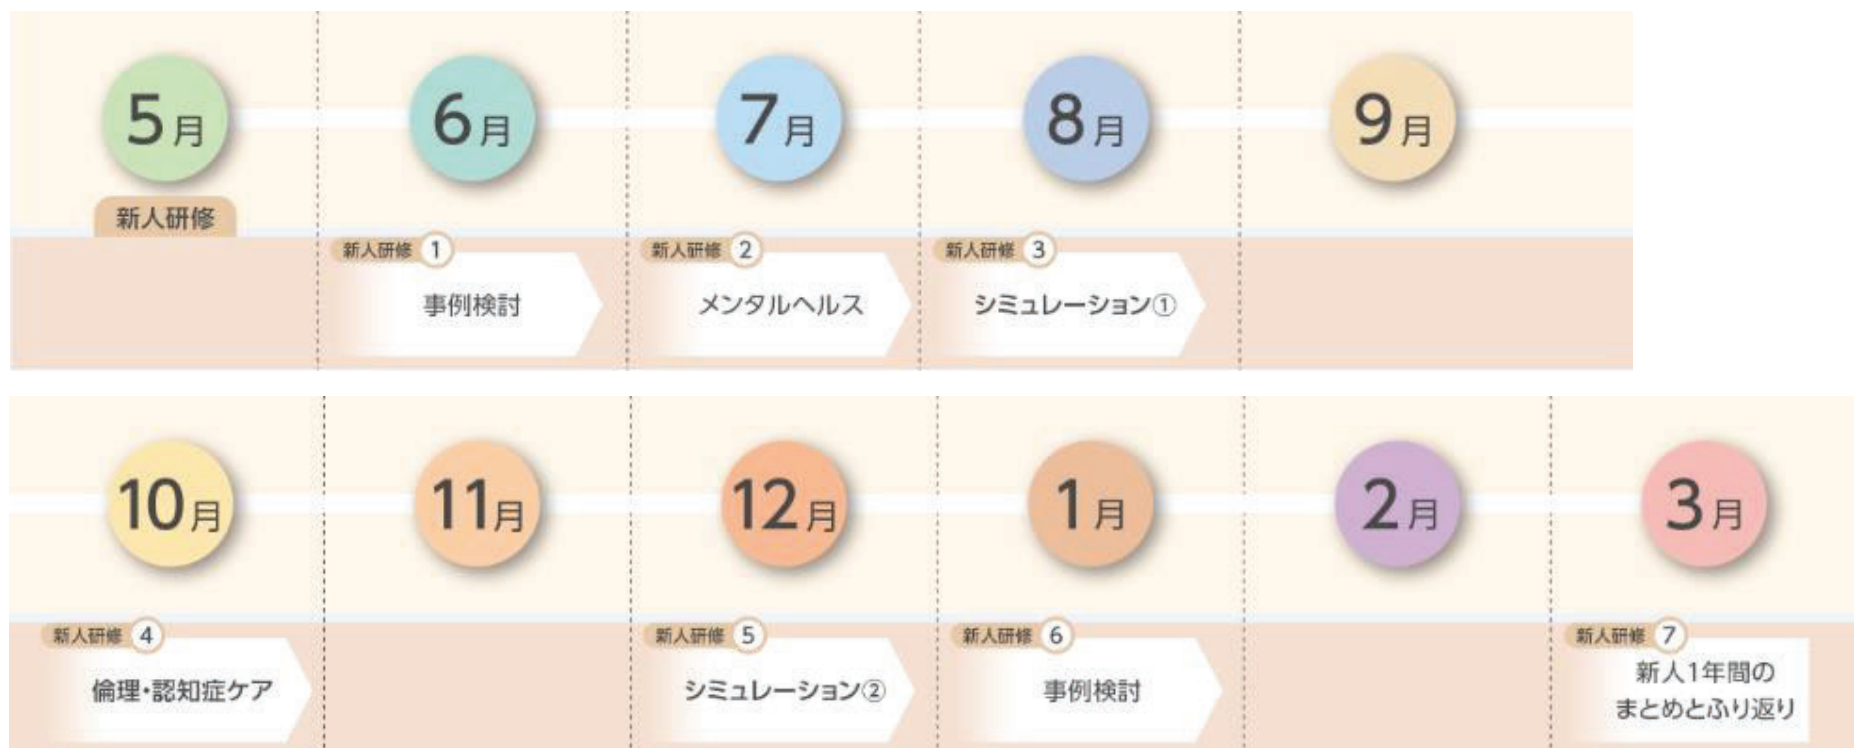 5月
6月
7月
8月
9月
新人研修
新人研修 1
新人研修 2
新人研修 3
事例検討
メンタルヘルス
シミュレーション①
10月
11月
12月
1月
2月
3月
新人研修 4
新人研修 5
新人研修 6
新人研修 7
倫理・認知症ケア
シミュレーション②
事例検討
新人1年間の
まとめとふり返り